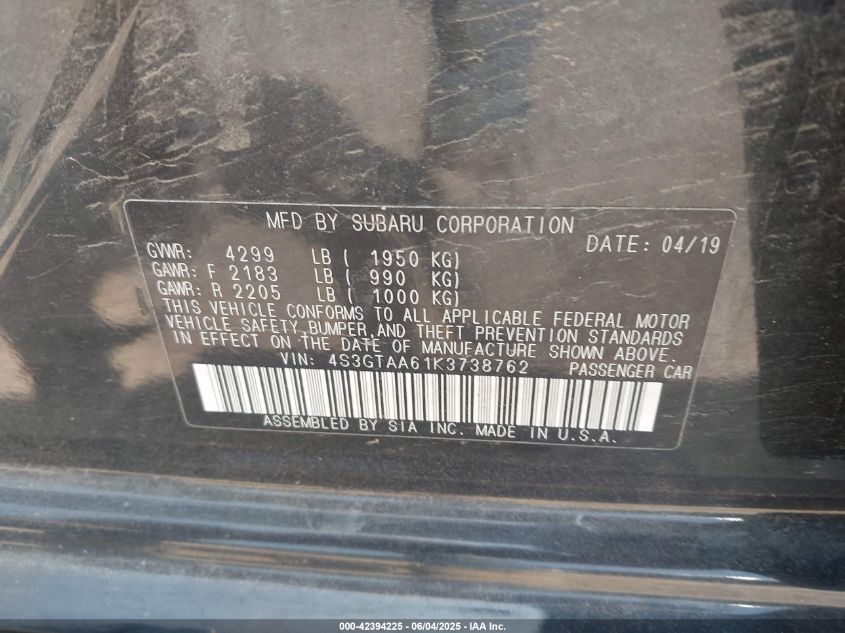 MFD BY SUBARU CORPORATION
DATE: 04/19
GVWR: 4299 LB ( 1950 KG)
GAWR: F 2183 LB ( 990 KG)
GAWR: R 2205 LB ( 1000 KG)
THIS VEHICLE CONFORMS TO ALL APPLICABLE FEDERAL MOTOR
VEHICLE SAFETY,BUMPER,AND THEFT PREVENTION STANDARDS
IN EFFECT ON THE DATE OF MANUFACTURE SHOWN ABOVE.
VIN: 4S3GTAA61K3738762 PASSENGER CAR
ASSEMBLED BY SIA INC. MADE IN U.S.A.
000-42394225 - 06/04/2025 - IAA Inc.